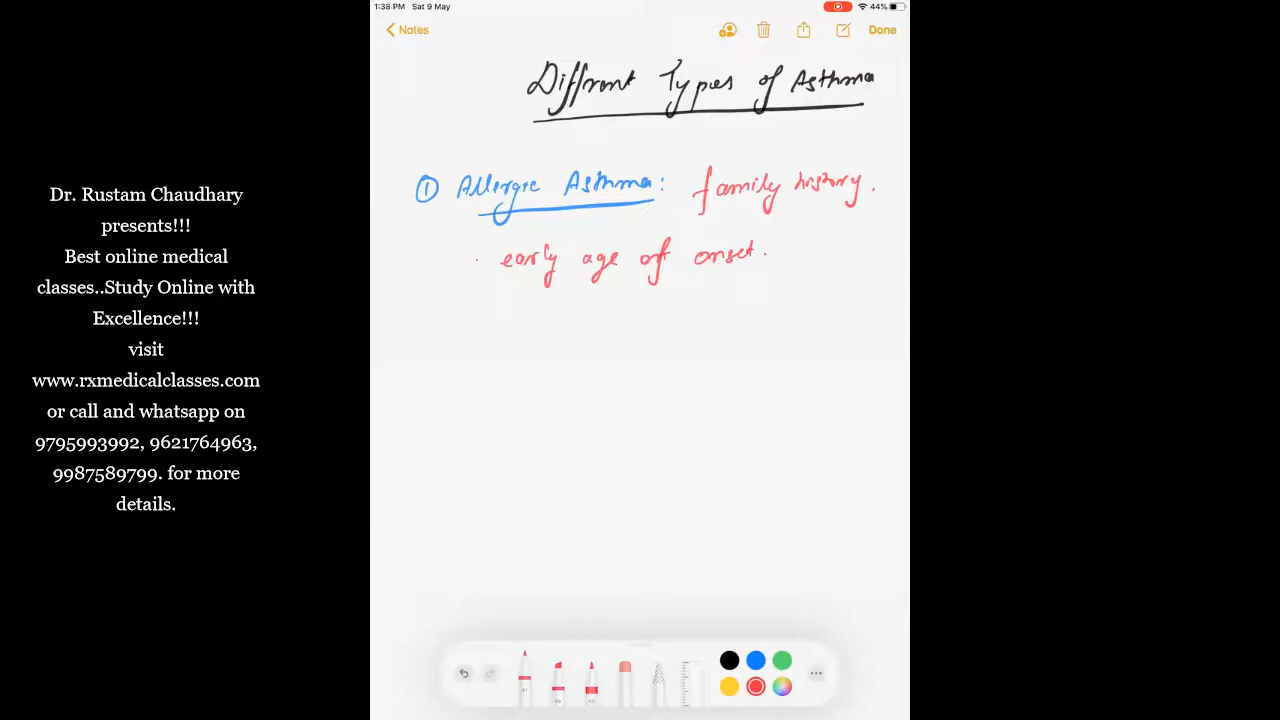 1:38 PM Sat 9 May
44%
Notes
Done
Diffrent Types of Asthma
① Allergic Asthma: family history.
. early age of onset.
Dr. Rustam Chaudhary
presents!!!
Best online medical
classes..Study Online with
Excellence!!!
visit
www.rxmedicalclasses.com
or call and whatsapp on
9795993992, 9621764963,
9987589799. for more
details.